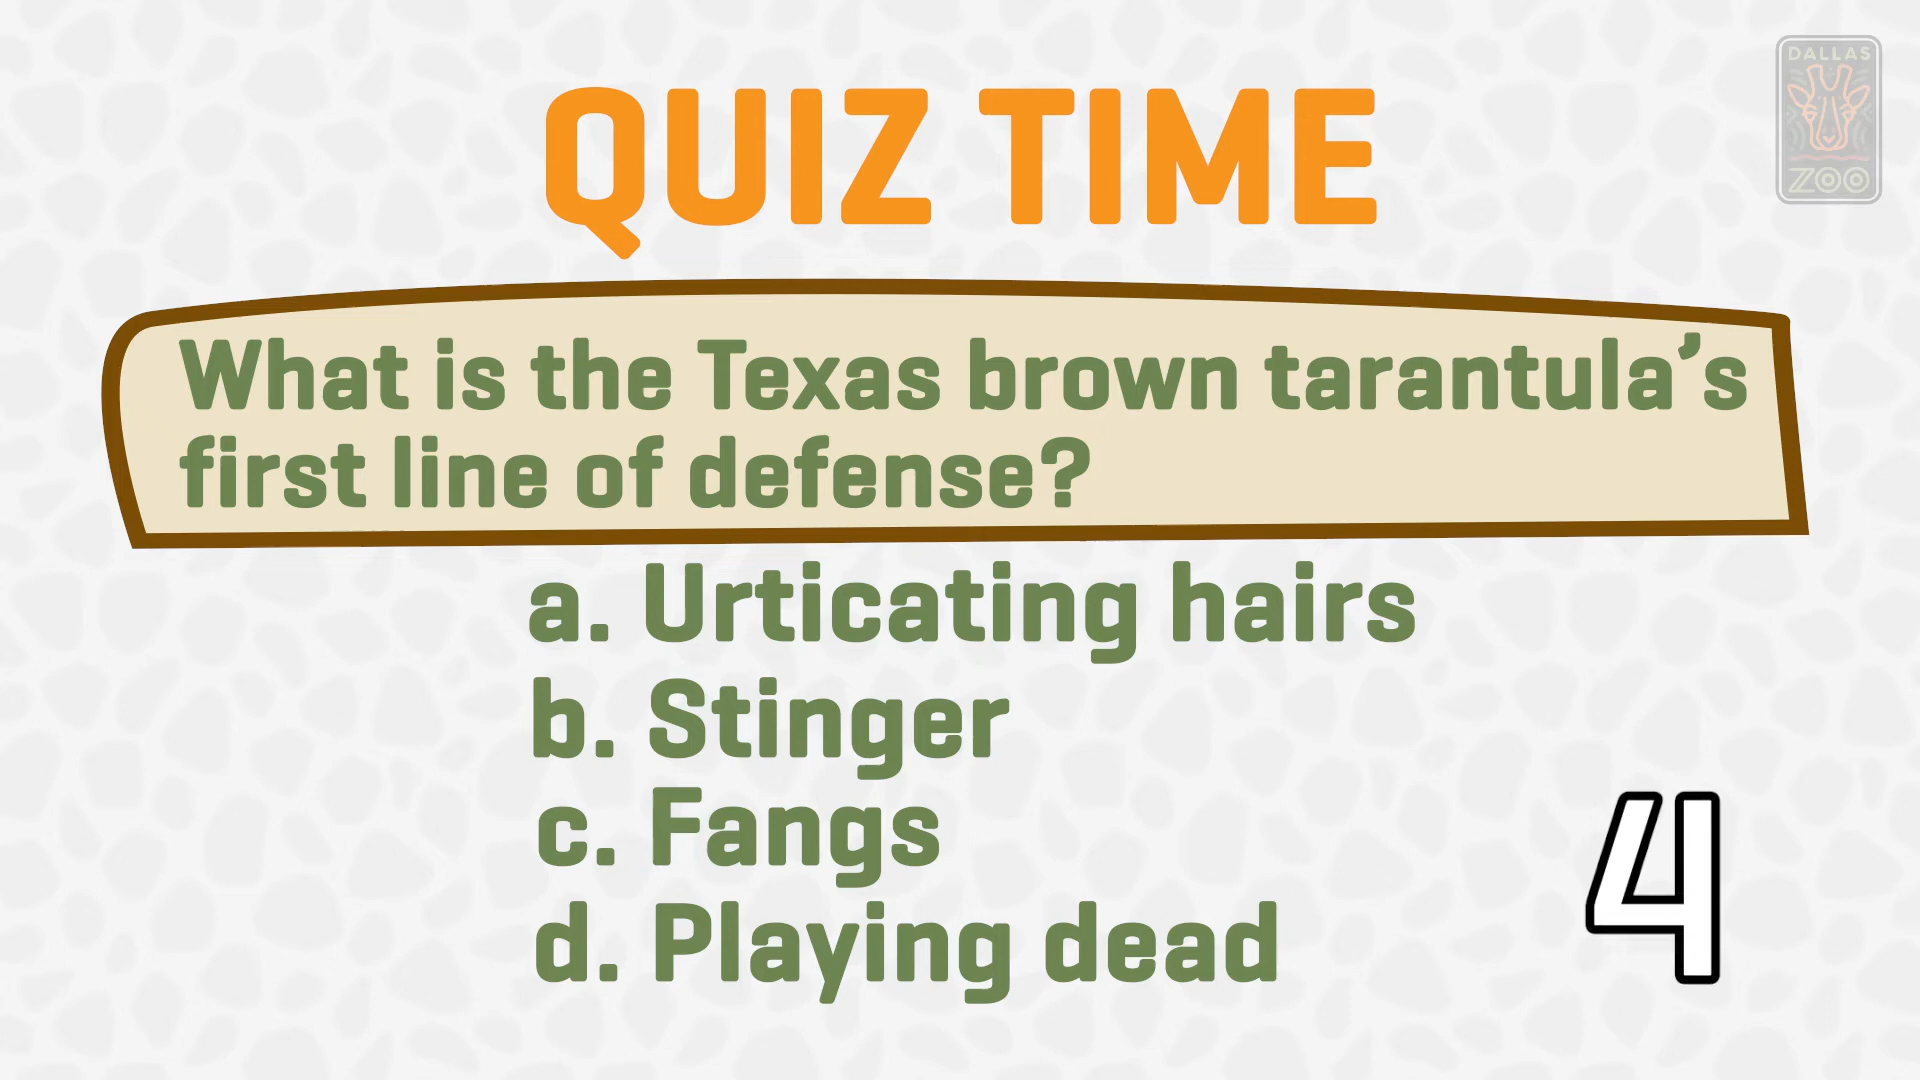 DALLAS
ZOO
QUIZ TIME
What is the Texas brown tarantula’s
first line of defense?
a. Urticating hairs
b. Stinger
c. Fangs
d. Playing dead
4